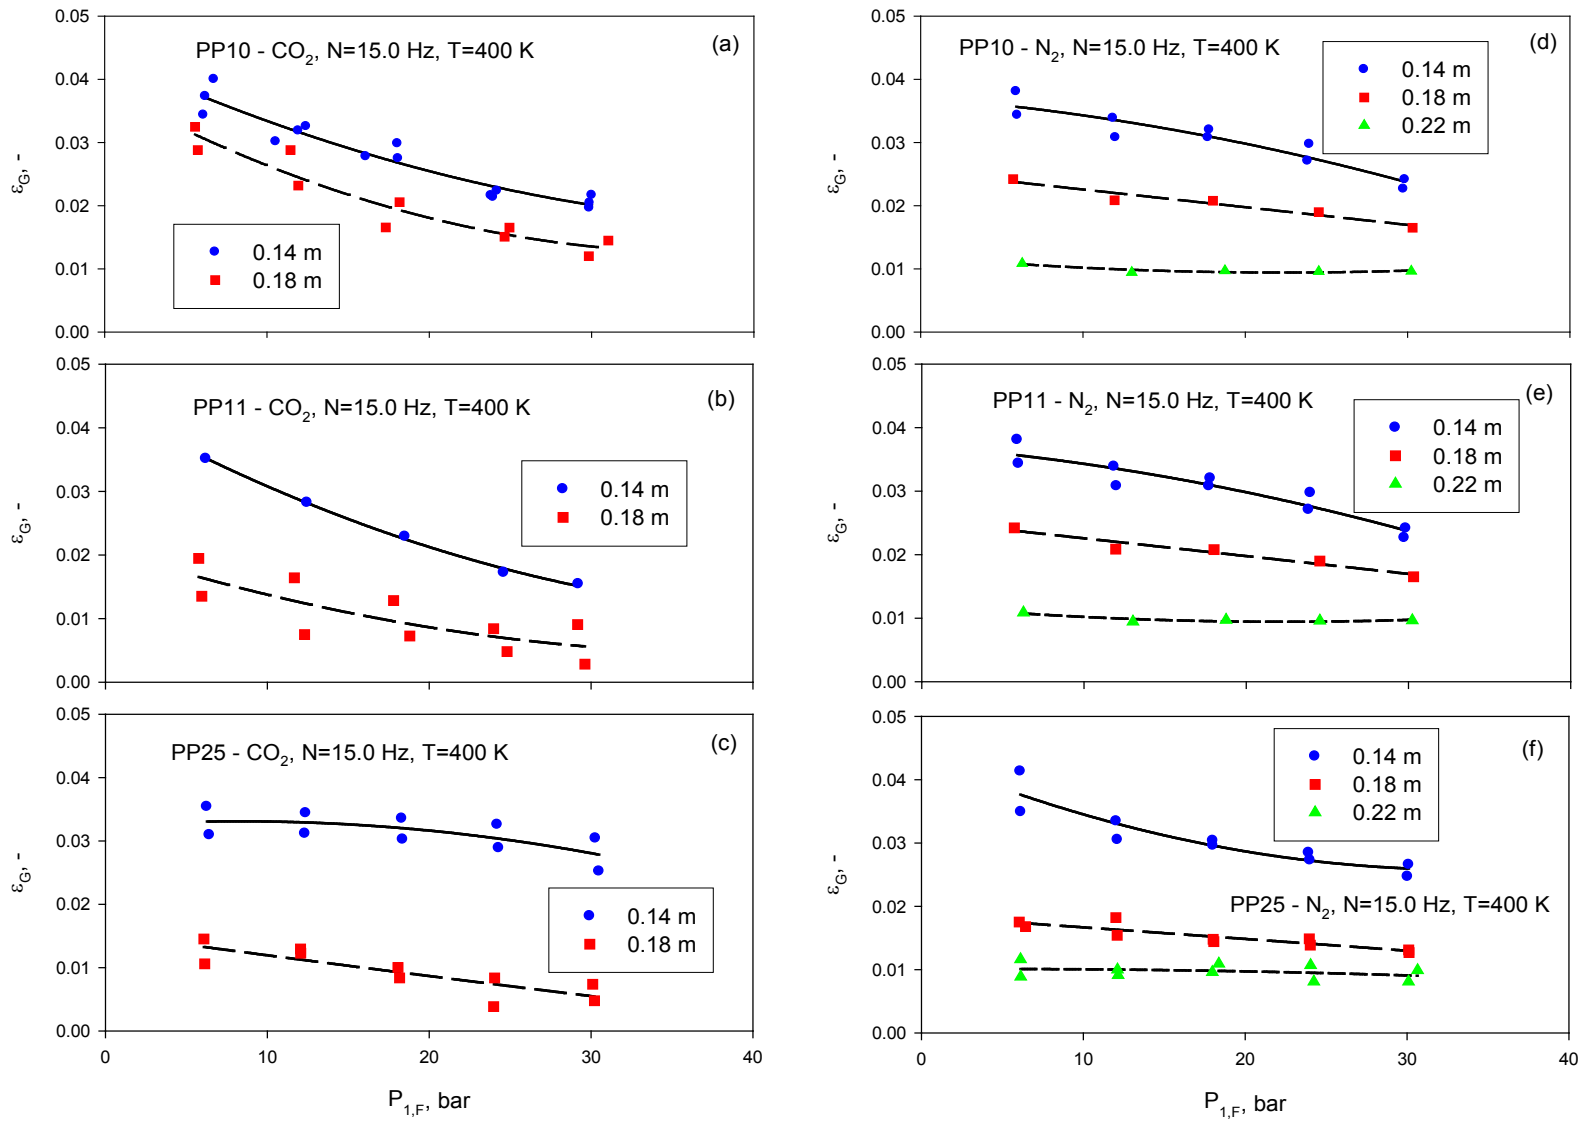 0.05
PP10 - CO₂, N=15.0 Hz, T=400 K
(a)
0.04
0.03
εG, -
0.02
0.14 m
0.18 m
0.01
0.00
0.05
PP11 - CO₂, N=15.0 Hz, T=400 K
(b)
0.04
0.03
εG, -
0.14 m
0.18 m
0.02
0.01
0.00
0.05
PP25 - CO₂, N=15.0 Hz, T=400 K
(c)
0.04
0.03
εG, -
0.02
0.14 m
0.18 m
0.01
0.00
0 10 20 30 40
P1,F, bar
0.05
PP10 - N₂, N=15.0 Hz, T=400 K
(d)
0.14 m
0.18 m
0.22 m
0.04
0.03
εG, -
0.02
0.01
0.00
0.05
PP11 - N₂, N=15.0 Hz, T=400 K
(e)
0.14 m
0.18 m
0.22 m
0.04
0.03
εG, -
0.02
0.01
0.00
0.05
0.14 m
0.18 m
0.22 m
(f)
0.04
0.03
εG, -
PP25 - N₂, N=15.0 Hz, T=400 K
0.02
0.01
0.00
0 10 20 30 40
P1,F, bar